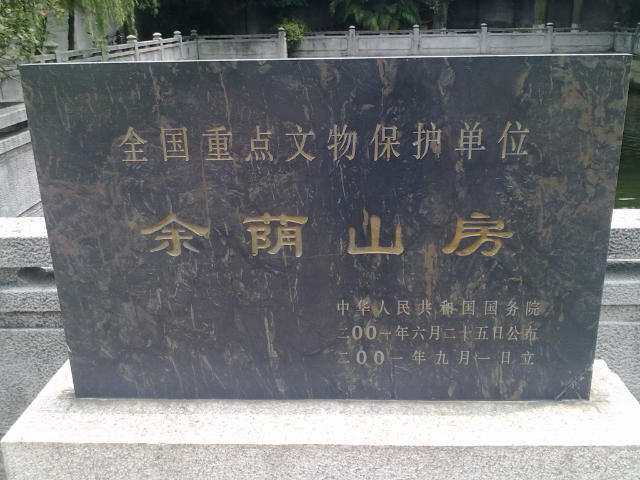 全国重点文物保护单位
余荫山房
中华人民共和国国务院
二00一年六月二十五日公布
二00一年九月一日立